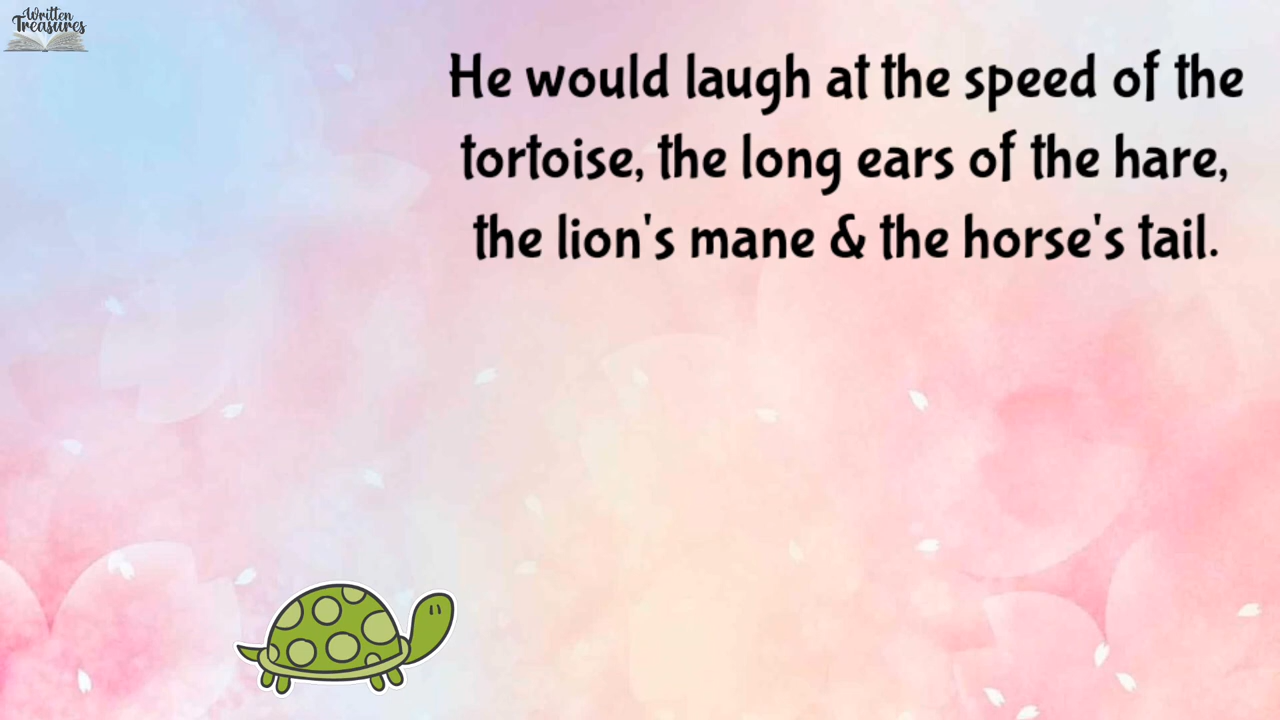 Written
Treasures
He would laugh at the speed of the
tortoise, the long ears of the hare,
the lion's mane & the horse's tail.